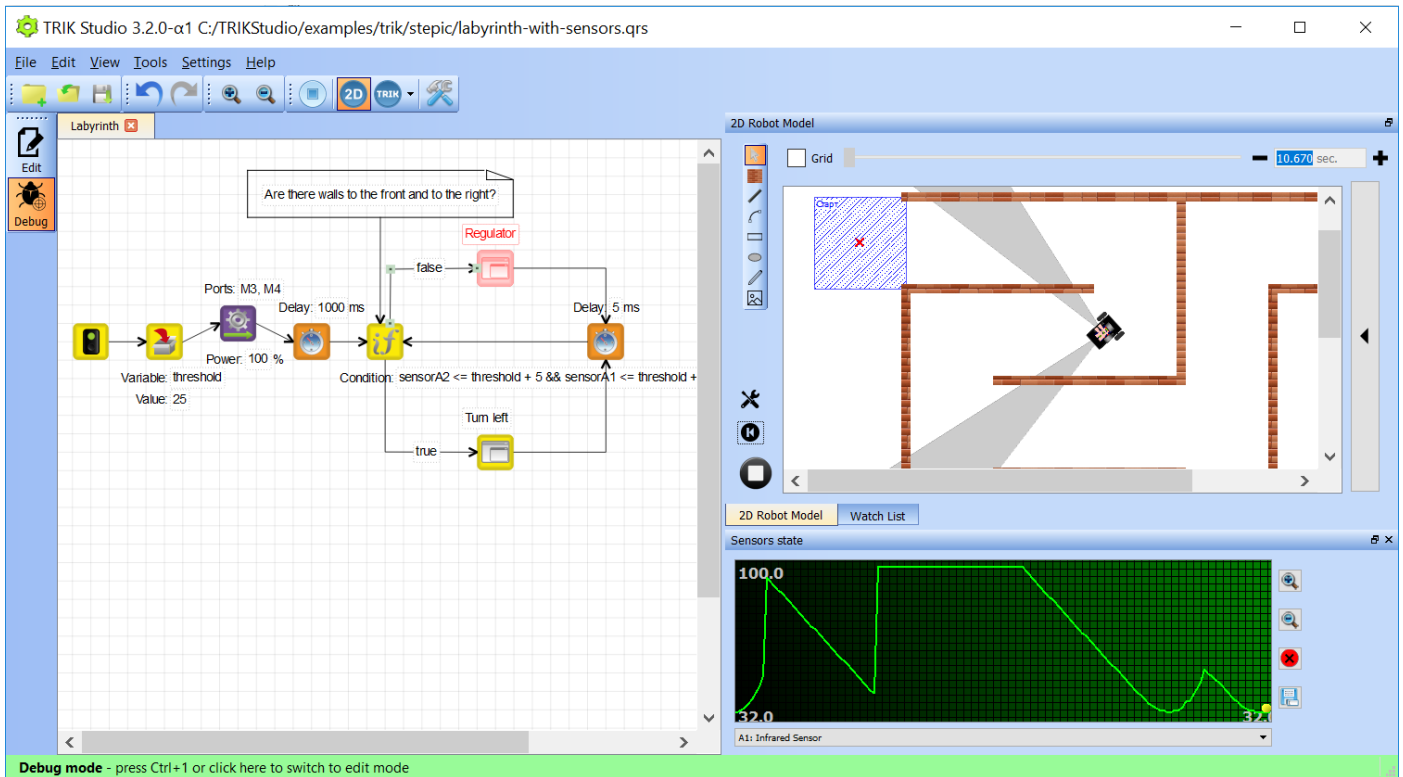 TRIK Studio 3.2.0-α1 C:/TRIKStudio/examples/trik/stepic/labyrinth-with-sensors.qrs
File Edit View Tools Settings Help
2D TRIK
Labyrinth
Edit
Debug
Are there walls to the front and to the right?
Regulator
false
Ports: M3, M4
Delay: 1000 ms
Delay: 5 ms
if
Power: 100 %
Variable: threshold
Value: 25
Condition: sensorA2 <= threshold + 5 && sensorA1 <= threshold +
Turn left
true
2D Robot Model
Grid
10.670 sec.
Старт
2D Robot Model Watch List
Sensors state
100.0
32.0
A1: Infrared Sensor
Debug mode - press Ctrl+1 or click here to switch to edit mode